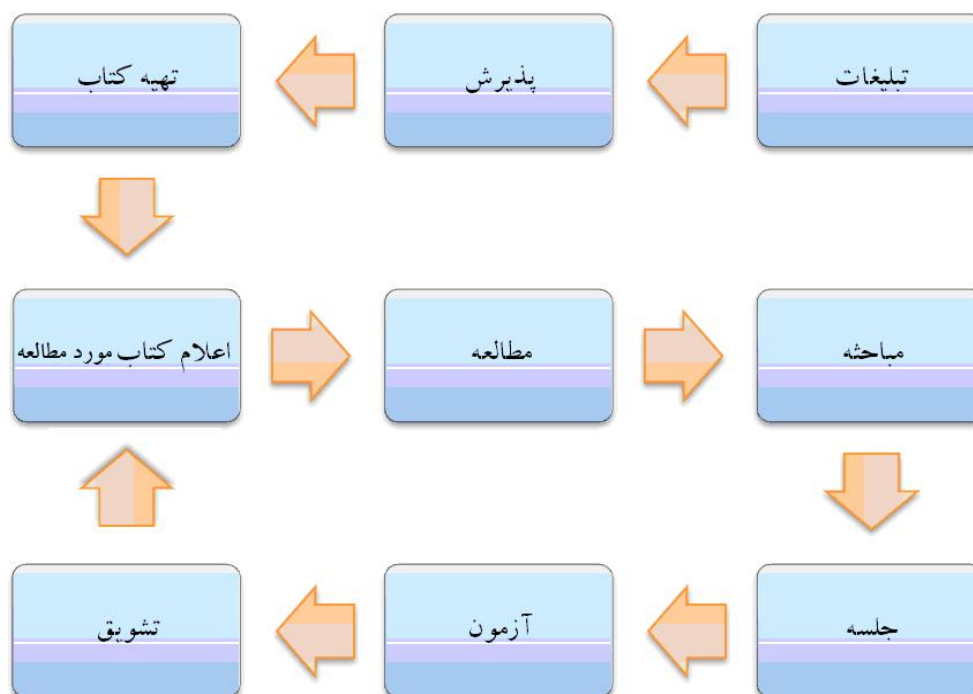 تبلیغات
پذیرش
تهیه کتاب
اعلام کتاب مورد مطالعه
مطالعه
مباحثه
جلسه
آزمون
تشویق